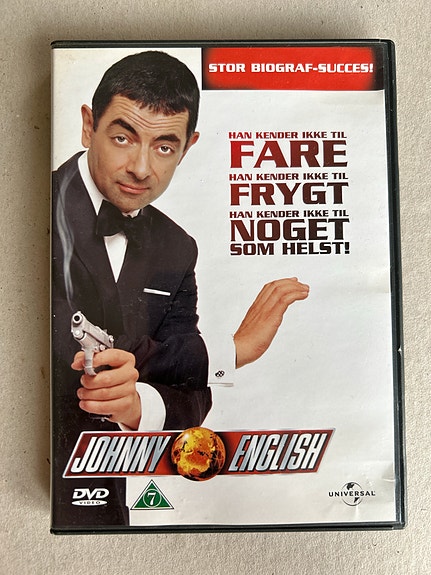 STOR BIOGRAF-SUCCES!
HAN KENDER IKKE TIL
FARE
HAN KENDER IKKE TIL
FRYGT
HAN KENDER IKKE TIL
NOGET
SOM HELST!
JOHNNY ENGLISH
DVD
VIDEO
7
UNIVERSAL